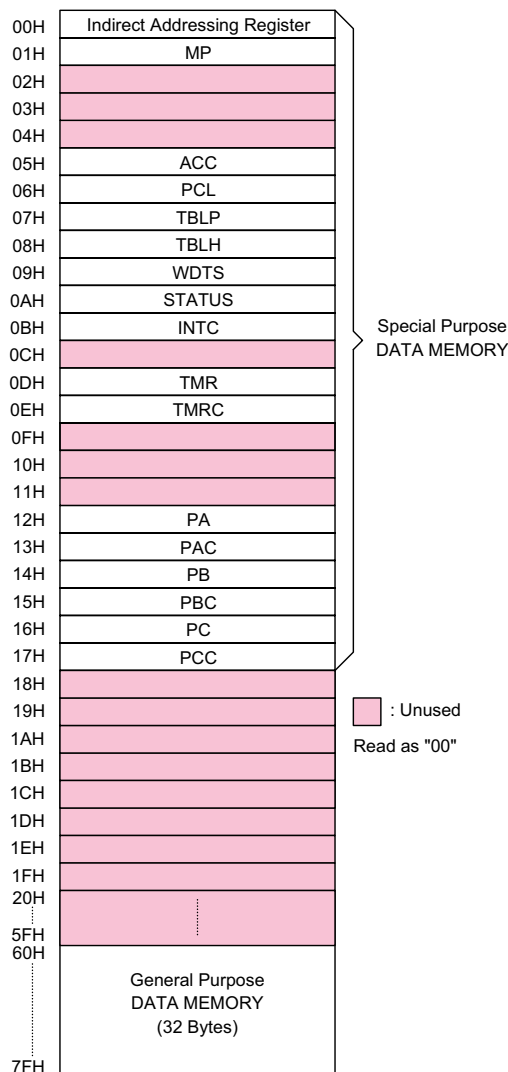 00H Indirect Addressing Register
01H MP
02H
03H
04H
05H ACC
06H PCL
07H TBLP
08H TBLH
09H WDTS
0AH STATUS
0BH INTC
0CH
0DH TMR
0EH TMRC
0FH
10H
11H
12H PA
13H PAC
14H PB
15H PBC
16H PC
17H PCC
18H
19H
1AH
1BH
1CH
1DH
1EH
1FH
20H
5FH
60H
General Purpose
DATA MEMORY
(32 Bytes)
7FH
Special Purpose
DATA MEMORY
: Unused
Read as "00"